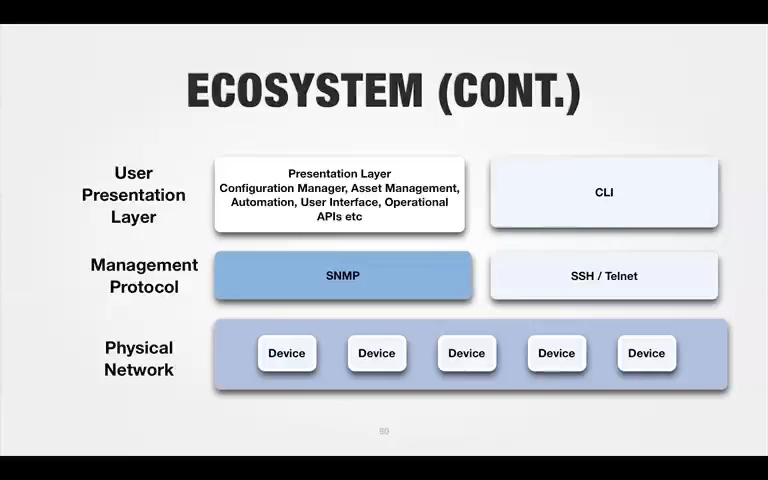 ECOSYSTEM (CONT.)
User
Presentation
Layer
Presentation Layer
Configuration Manager, Asset Management,
Automation, User Interface, Operational
APIs etc
CLI
Management
Protocol
SNMP
SSH / Telnet
Physical
Network
Device
Device
Device
Device
Device